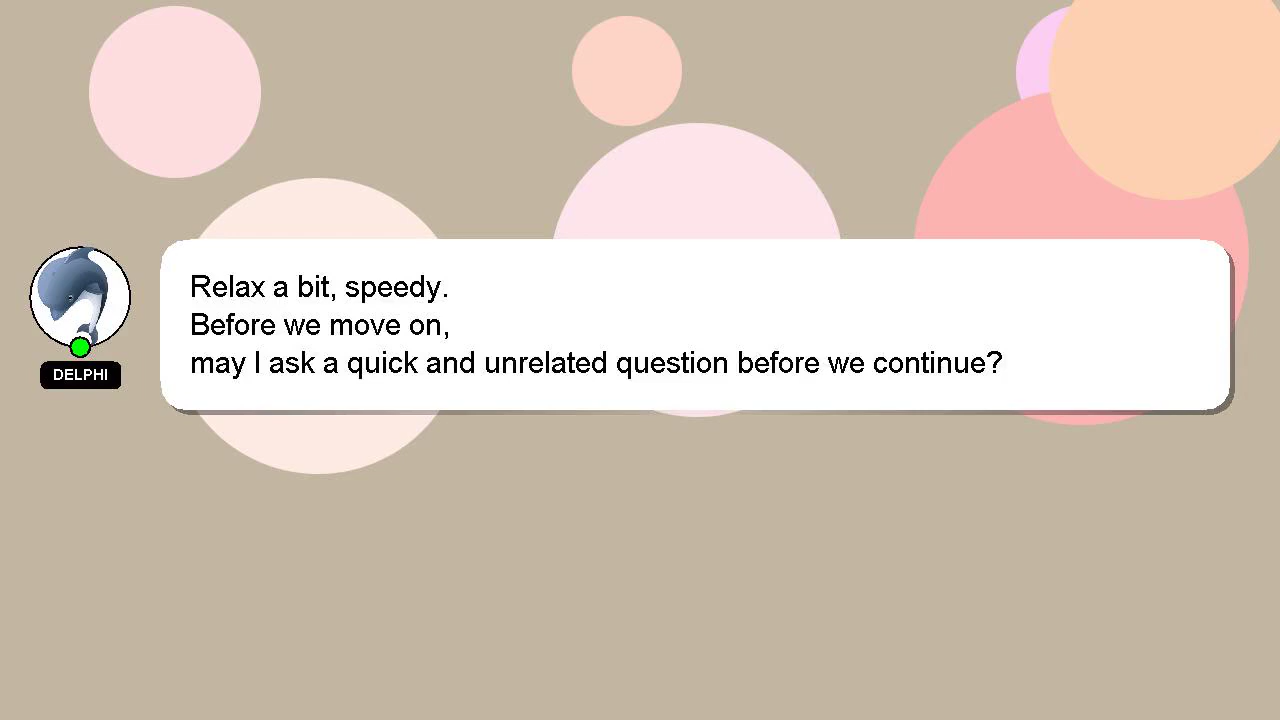 Relax a bit, speedy.
Before we move on,
may I ask a quick and unrelated question before we continue?
DELPHI